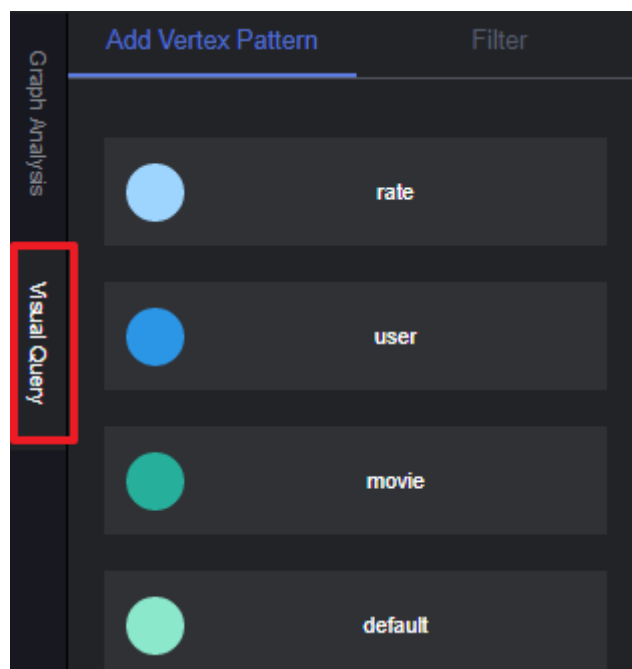 Graph Analysis
Visual Query
Add Vertex Pattern
Filter
rate
user
movie
default